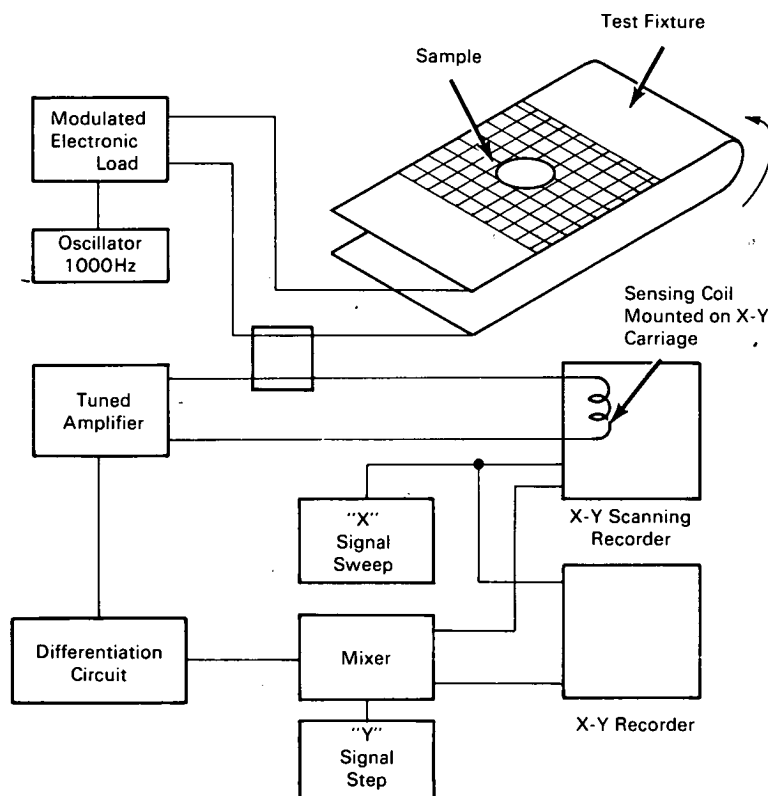 Test Fixture
Sample
Modulated
Electronic
Load
Oscillator
1000Hz
Sensing Coil
Mounted on X-Y
Carriage
Tuned
Amplifier
"X"
Signal
Sweep
X-Y Scanning
Recorder
Differentiation
Circuit
Mixer
"Y"
Signal
Step
X-Y Recorder